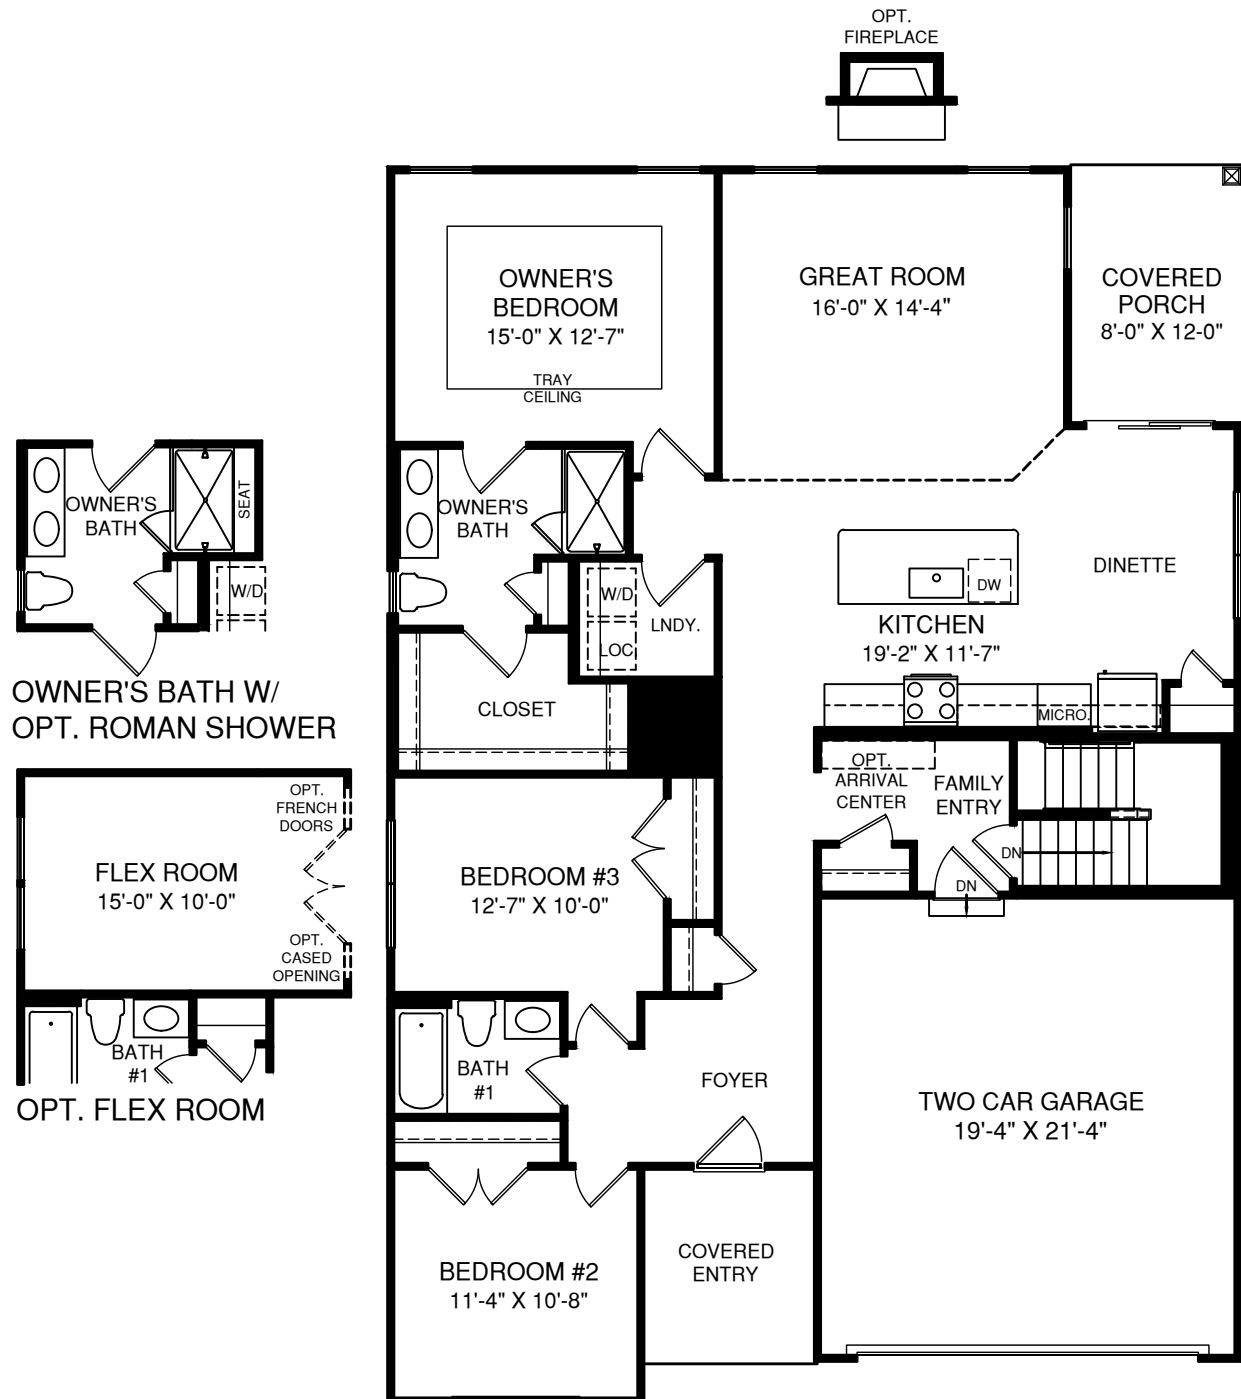 OPT.
FIREPLACE
OWNER'S
BEDROOM
15'-0" X 12'-7"
TRAY
CEILING
GREAT ROOM
16'-0" X 14'-4"
COVERED
PORCH
8'-0" X 12-0"
OWNER'S
BATH
SEAT
W/D
OWNER'S BATH W/
OPT. ROMAN SHOWER
OWNER'S
BATH
W/D
LOC.
LNDY.
CLOSET
DINETTE
DW
KITCHEN
19'-2" X 11'-7"
MICRO.
OPT.
ARRIVAL
CENTER
FAMILY
ENTRY
DN
DN
OPT.
FRENCH
DOORS
FLEX ROOM
15'-0" X 10'-0"
OPT.
CASED
OPENING
BATH
#1
OPT. FLEX ROOM
BEDROOM #3
12'-7" X 10'-0"
BATH
#1
FOYER
TWO CAR GARAGE
19'-4" X 21'-4"
COVERED
ENTRY
BEDROOM #2
11'-4" X 10'-8"